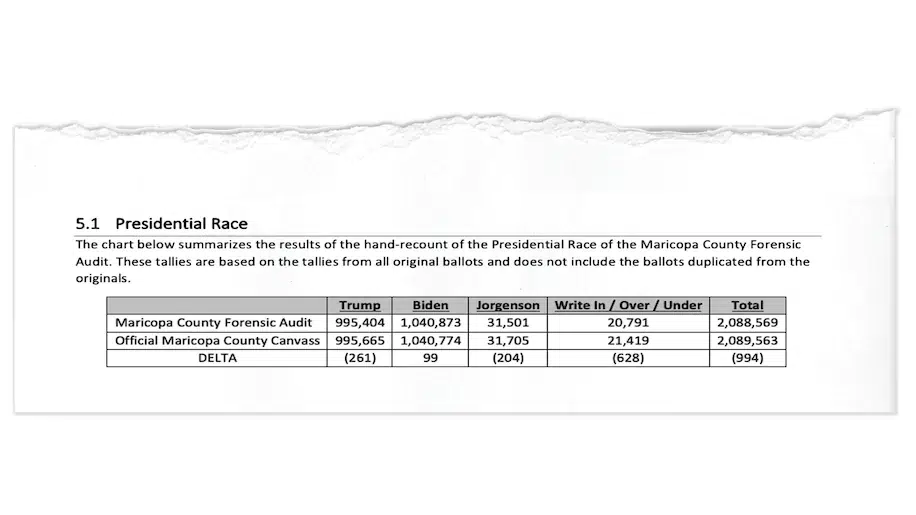 5.1 Presidential Race
The chart below summarizes the results of the hand-recount of the Presidential Race of the Maricopa County Forensic
Audit. These tallies are based on the tallies from all original ballots and does not include the ballots duplicated from the
originals.
Trump Biden Jorgenson Write In / Over / Under Total
Maricopa County Forensic Audit 995,404 1,040,873 31,501 20,791 2,088,569
Official Maricopa County Canvass 995,665 1,040,774 31,705 21,419 2,089,563
DELTA (261) 99 (204) (628) (994)